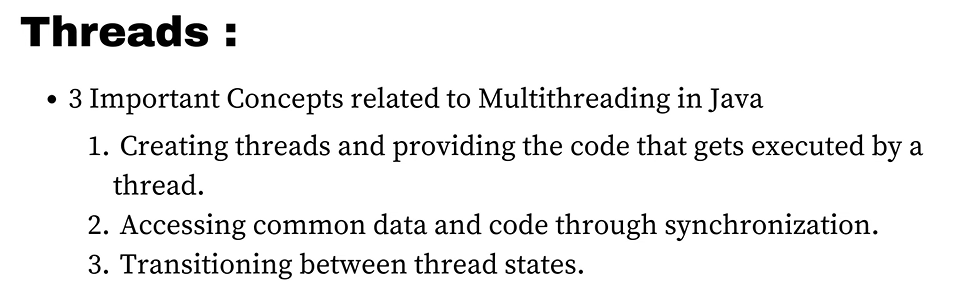 Threads :
• 3 Important Concepts related to Multithreading in Java
1. Creating threads and providing the code that gets executed by a
thread.
2. Accessing common data and code through synchronization.
3. Transitioning between thread states.